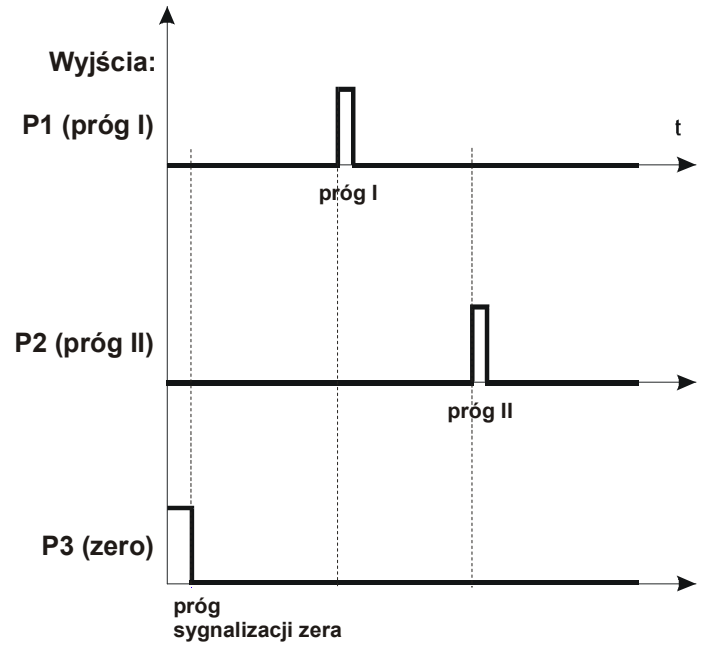 Wyjścia:
P1 (próg I)
t
próg I
P2 (próg II)
próg II
P3 (zero)
próg
sygnalizacji zera